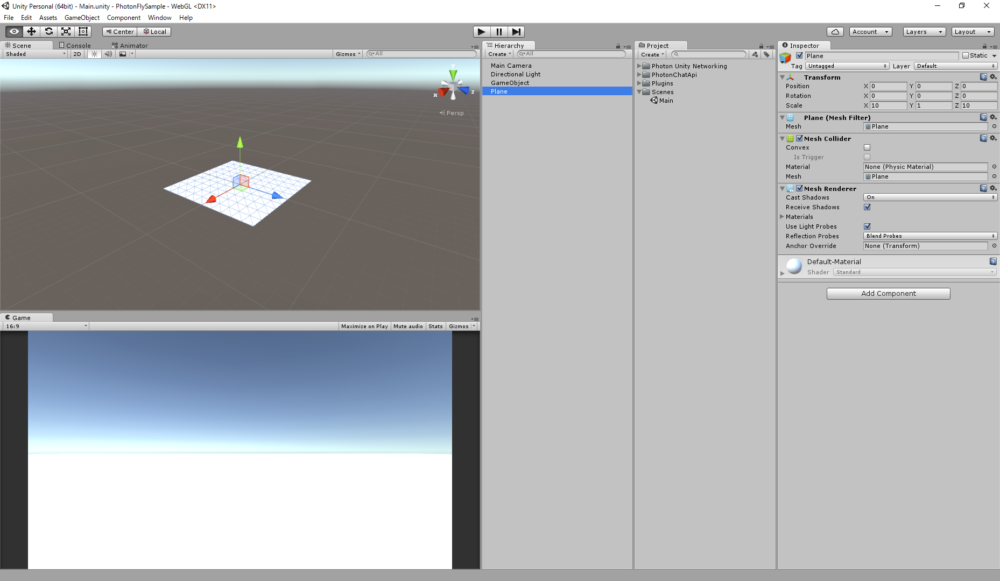 Unity Personal (64bit) - Main.unity - PhotonFlySample - WebGL <DX11>
File Edit Assets GameObject Component Window Help
Center Local Account Layers Layout
Scene Console Animator
Shaded 2D Gizmos All
y
x
z
Persp
Game
16:9 Maximize on Play Mute audio Stats Gizmos
Hierarchy
Create All
Main Camera
Directional Light
GameObject
Plane
Project
Create
Photon Unity Networking
PhotonChatApi
Plugins
Scenes
Main
Inspector
Plane Static
Tag Untagged Layer Default
Transform
Position X 0 Y 0 Z 0
Rotation X 0 Y 0 Z 0
Scale X 10 Y 1 Z 10
Plane (Mesh Filter)
Mesh Plane
Mesh Collider
Convex
Is Trigger
Material None (Physic Material)
Mesh Plane
Mesh Renderer
Cast Shadows On
Receive Shadows
Materials
Use Light Probes
Reflection Probes Blend Probes
Anchor Override None (Transform)
Default-Material
Shader Standard
Add Component